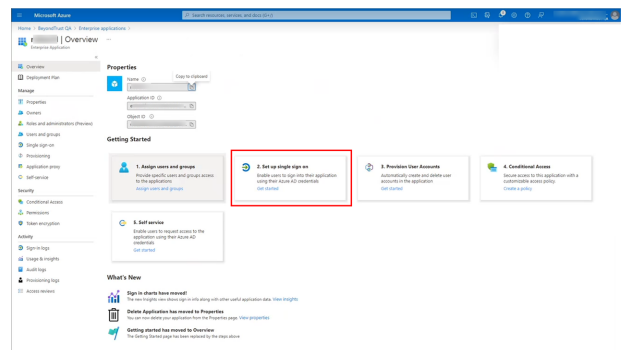 Microsoft Azure
Search resources, services, and docs (G+/)
Home > BeyondTrust QA > Enterprise applications >
| Overview ...
Enterprise Application
Overview
Deployment Plan
Manage
Properties
Owners
Roles and administrators (Preview)
Users and groups
Single sign-on
Provisioning
Application proxy
Self-service
Security
Conditional Access
Permissions
Token encryption
Activity
Sign-in logs
Usage & insights
Audit logs
Provisioning logs
Access reviews
Properties
Copy to clipboard
Name
Application ID
Object ID
Getting Started
1. Assign users and groups
Provide specific users and groups access
to the applications
Assign users and groups
2. Set up single sign on
Enable users to sign into their application
using their Azure AD credentials
Get started
3. Provision User Accounts
Automatically create and delete user
accounts in the application
Get started
4. Conditional Access
Secure access to this application with a
customizable access policy.
Create a policy
5. Self service
Enable users to request access to the
application using their Azure AD
credentials
Get started
What's New
Sign in charts have moved!
The new Insights view shows sign in info along with other useful application data. View insights
Delete Application has moved to Properties
You can now delete your application from the Properties page. View properties
Getting started has moved to Overview
The Getting Started page has been replaced by the steps above